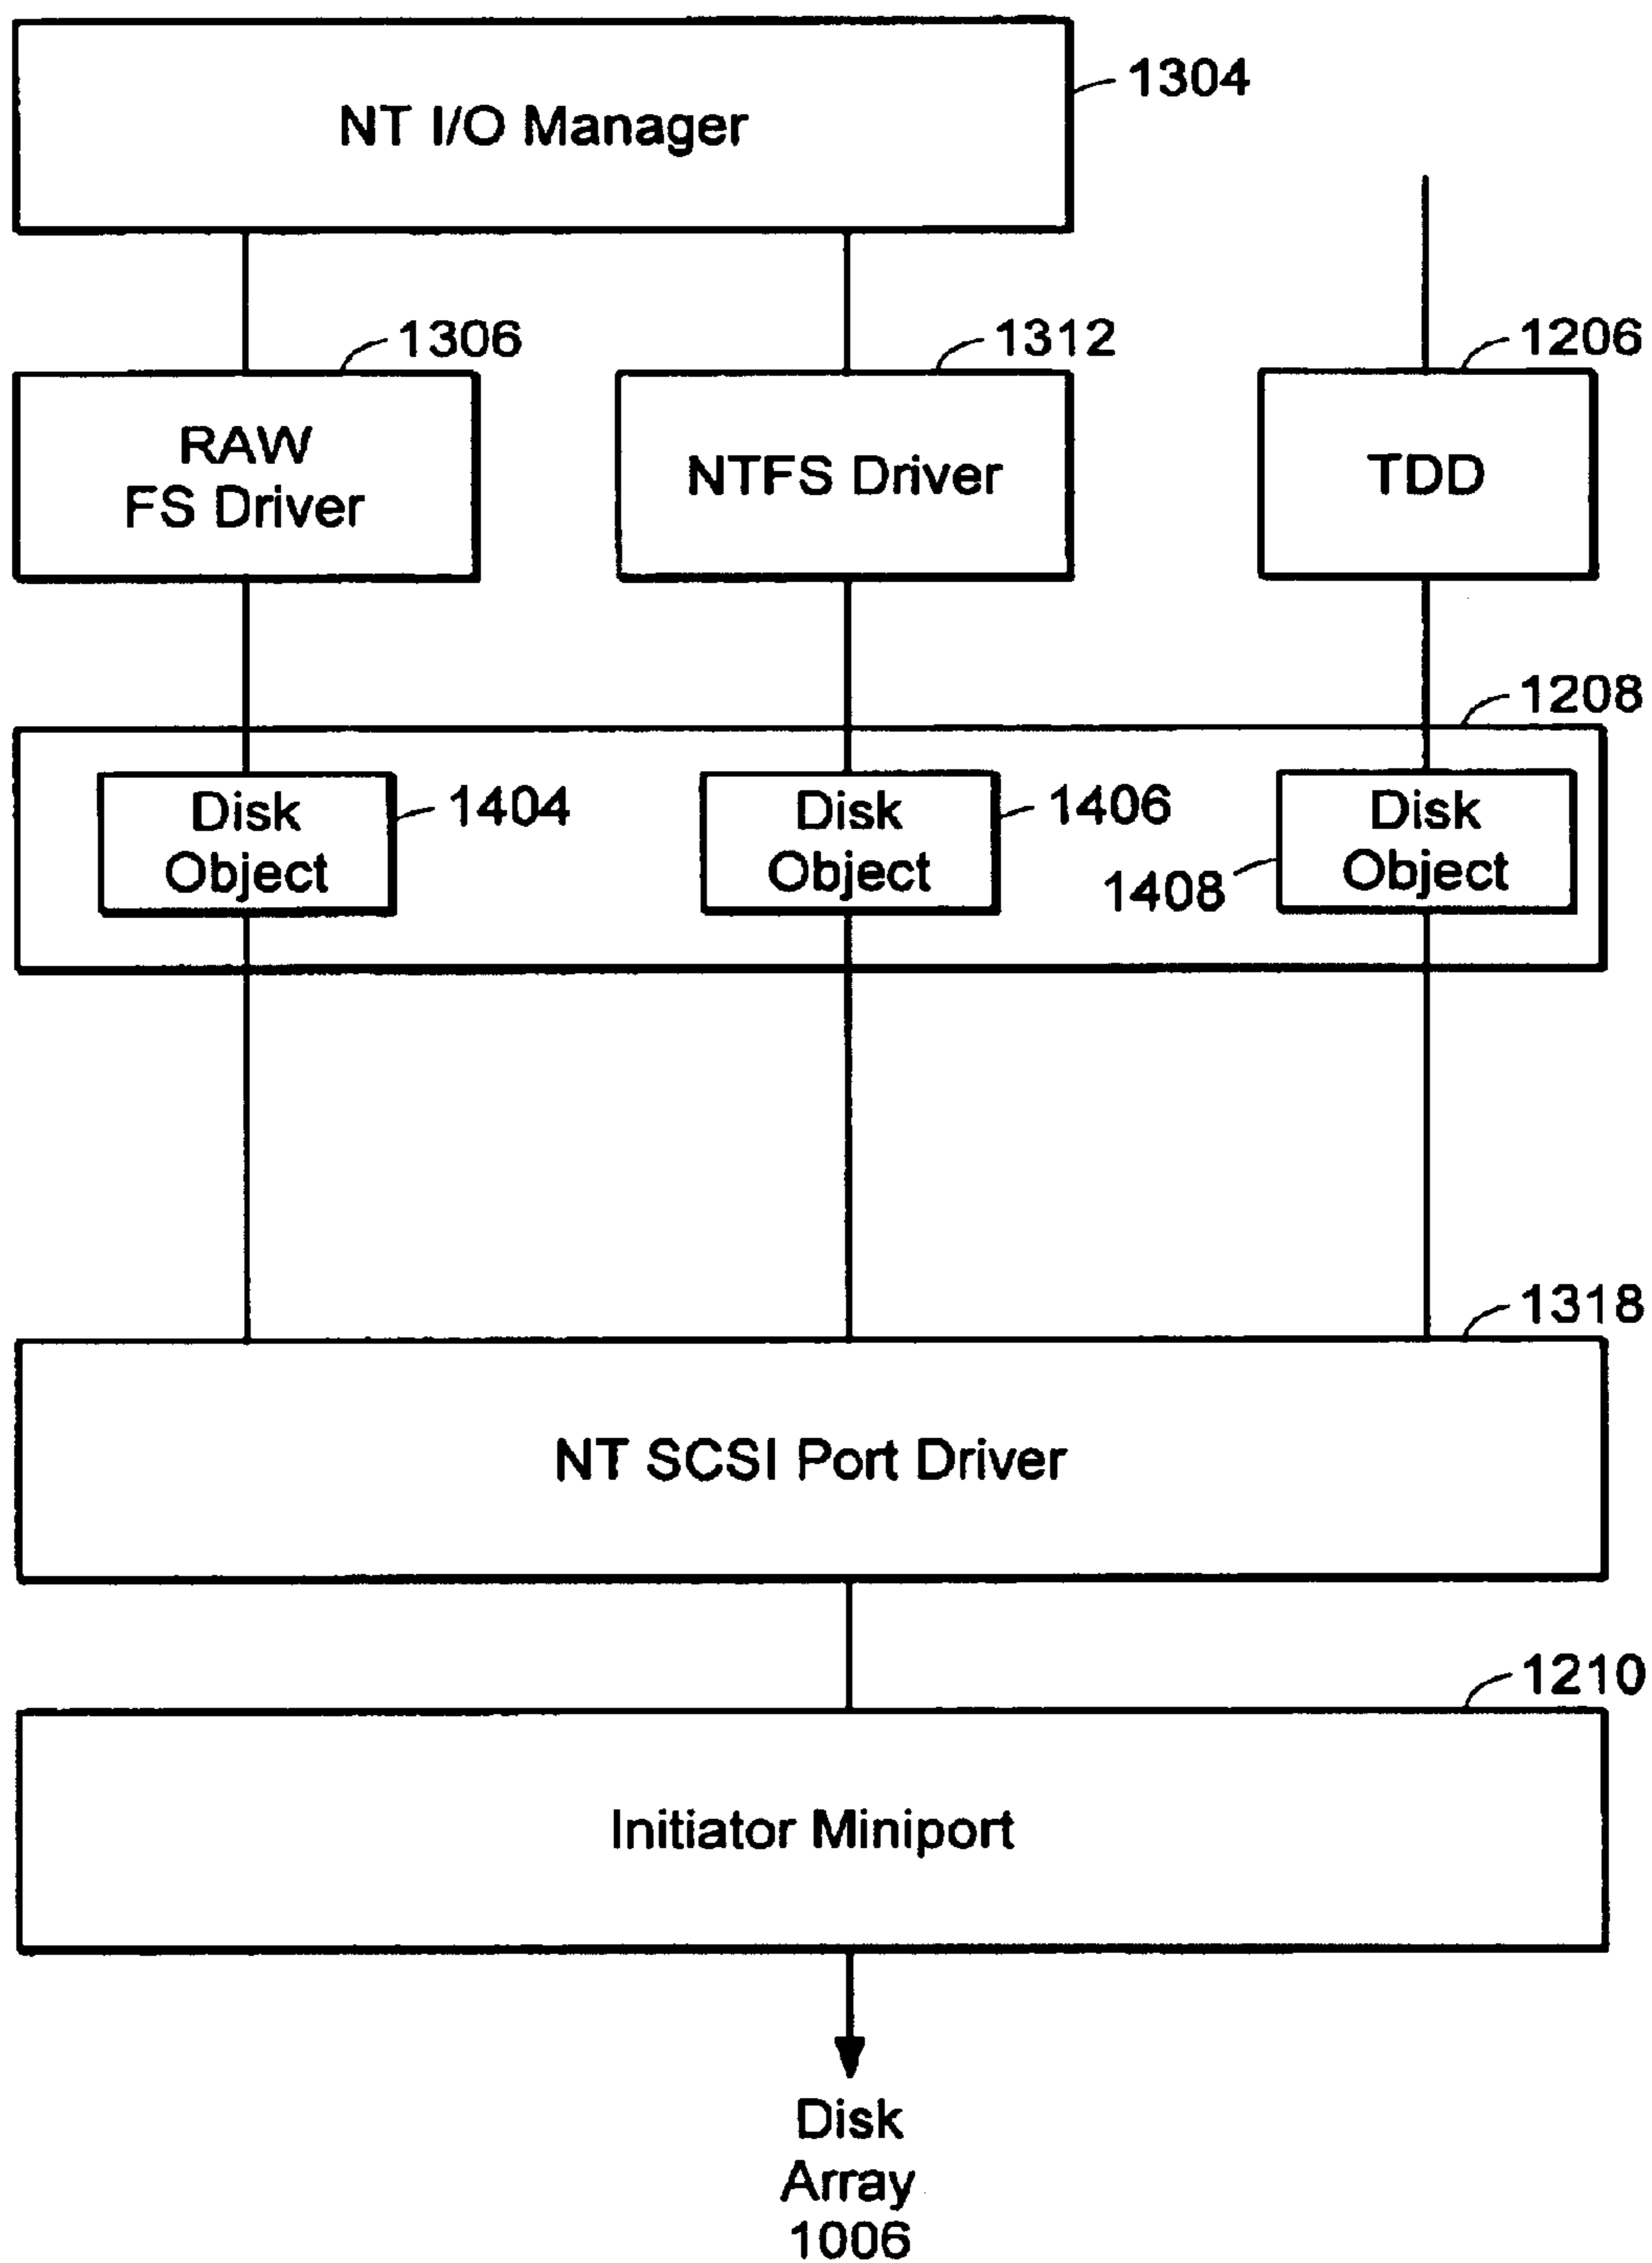 NT I/O Manager
1304
1306
1312
1206
RAW
FS Driver
NTFS Driver
TDD
1208
Disk
Object
1404
Disk
Object
1406
Disk
Object
1408
1318
NT SCSI Port Driver
1210
Initiator Miniport
Disk
Array
1006